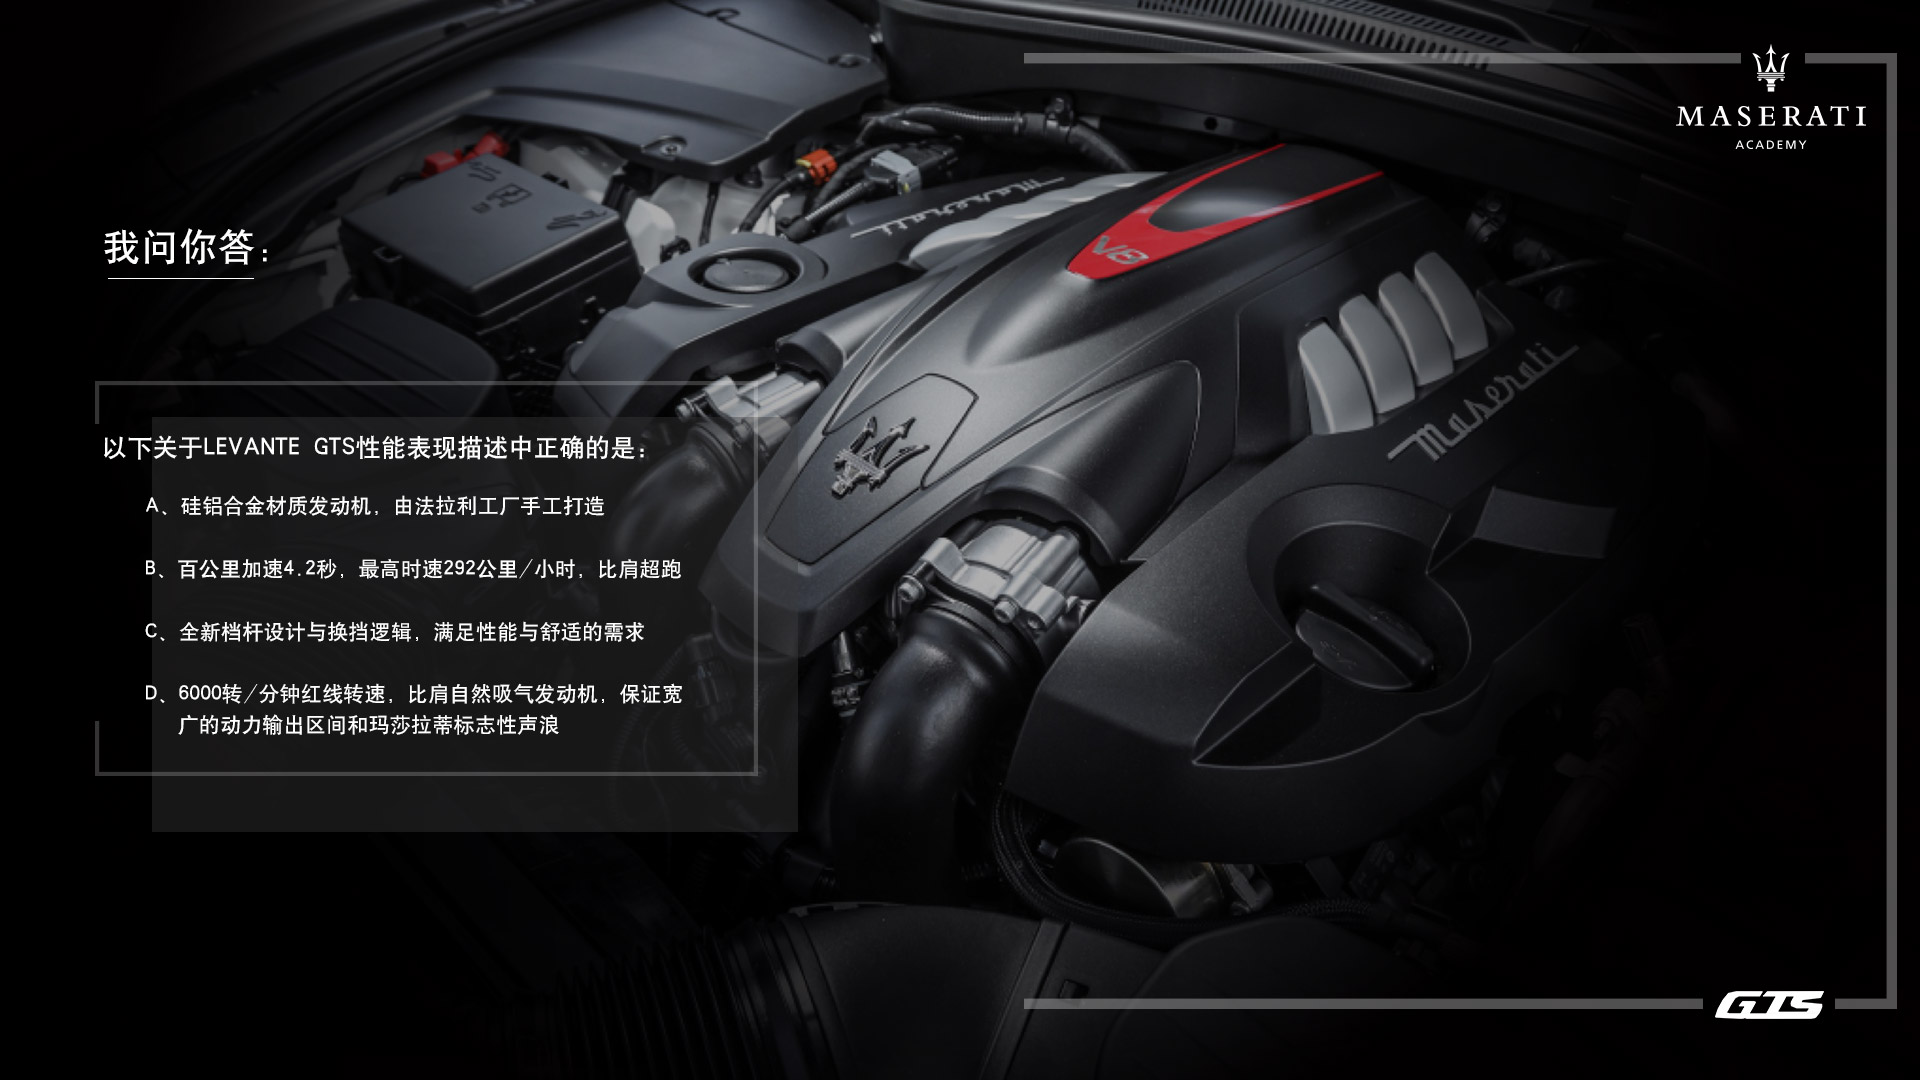 MASERATI
ACADEMY
Maserati
V8
我问你答：
Maserati
以下关于LEVANTE GTS性能表现描述中正确的是：
A、硅铝合金材质发动机，由法拉利工厂手工打造
B、百公里加速4.2秒，最高时速292公里/小时，比肩超跑
C、全新档杆设计与换挡逻辑，满足性能与舒适的需求
D、6000转/分钟红线转速，比肩自然吸气发动机，保证宽
广的动力输出区间和玛莎拉蒂标志性声浪
GTS